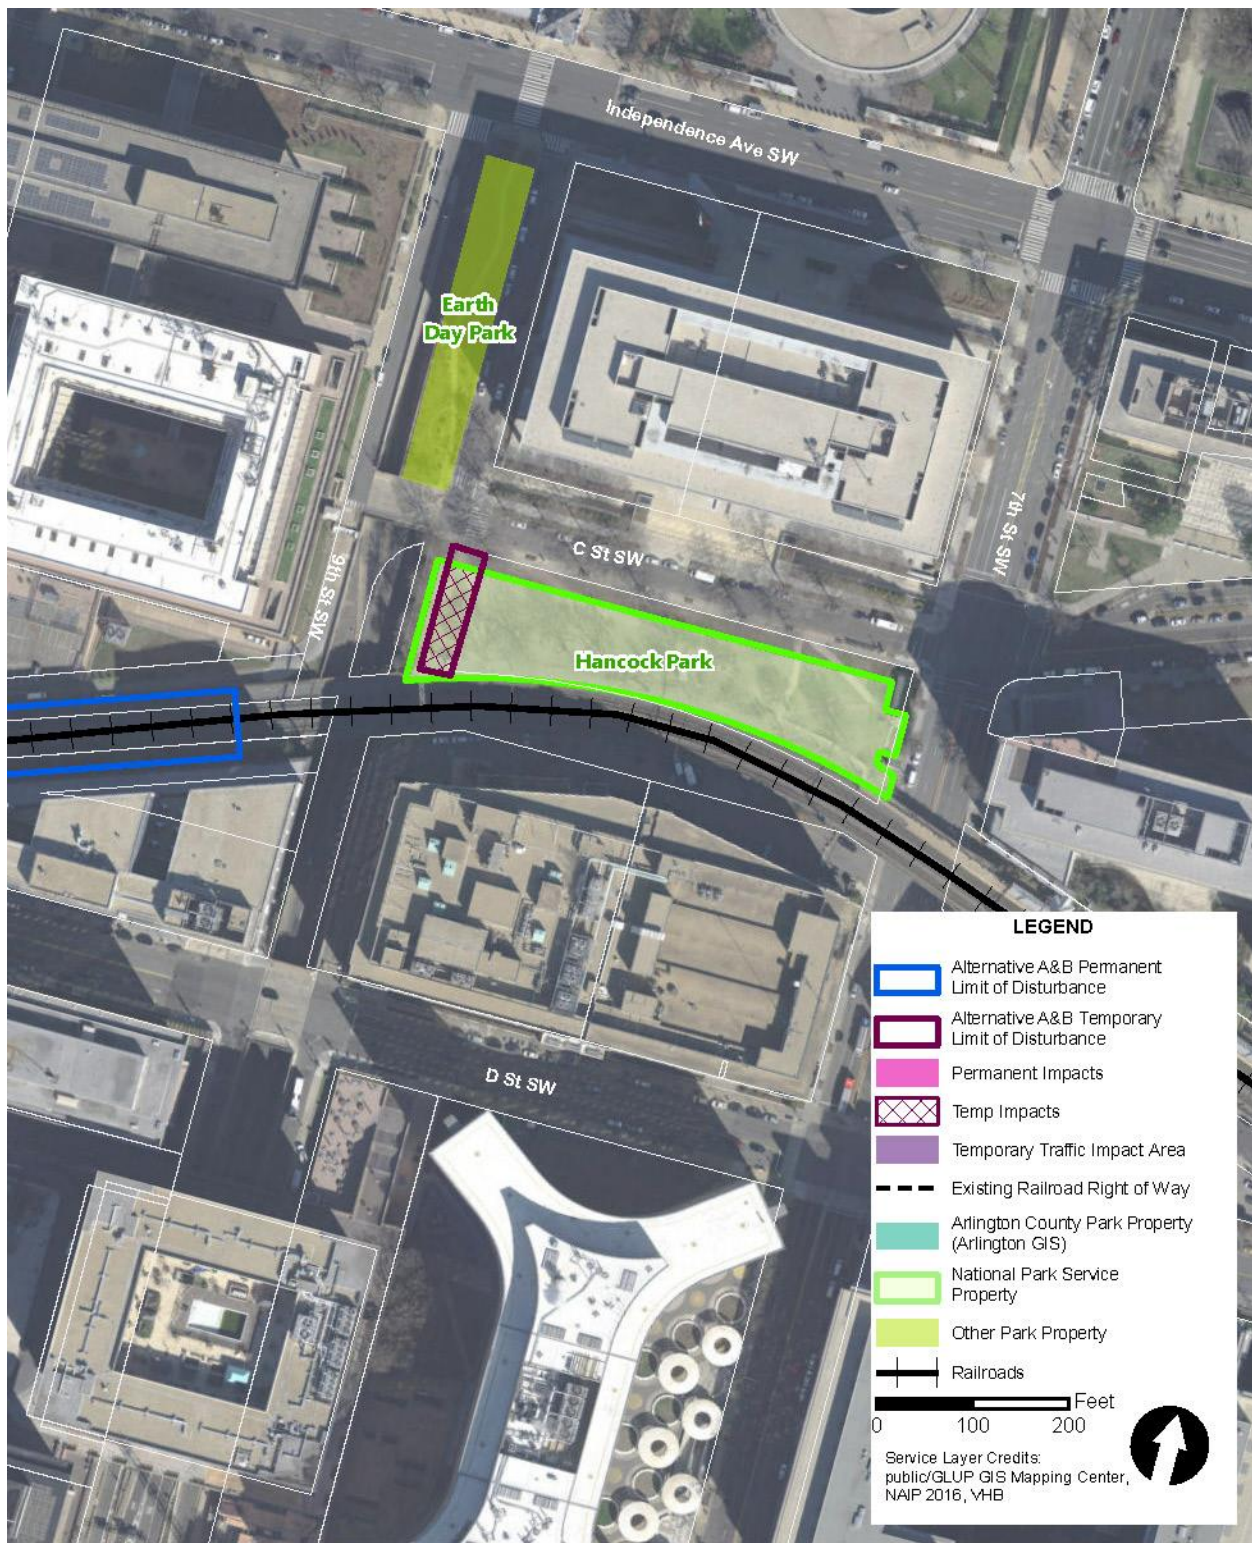 Independence Ave SW
Earth
Day Park
7th St SW
C St SW
9th St SW
Hancock Park
D St SW
LEGEND
Alternative A&B Permanent
Limit of Disturbance
Alternative A&B Temporary
Limit of Disturbance
Permanent Impacts
Temp Impacts
Temporary Traffic Impact Area
Existing Railroad Right of Way
Arlington County Park Property
(Arlington GIS)
National Park Service
Property
Other Park Property
Railroads
Feet
0 100 200
Service Layer Credits:
public/GLUP GIS Mapping Center,
NAIP 2016, VHB